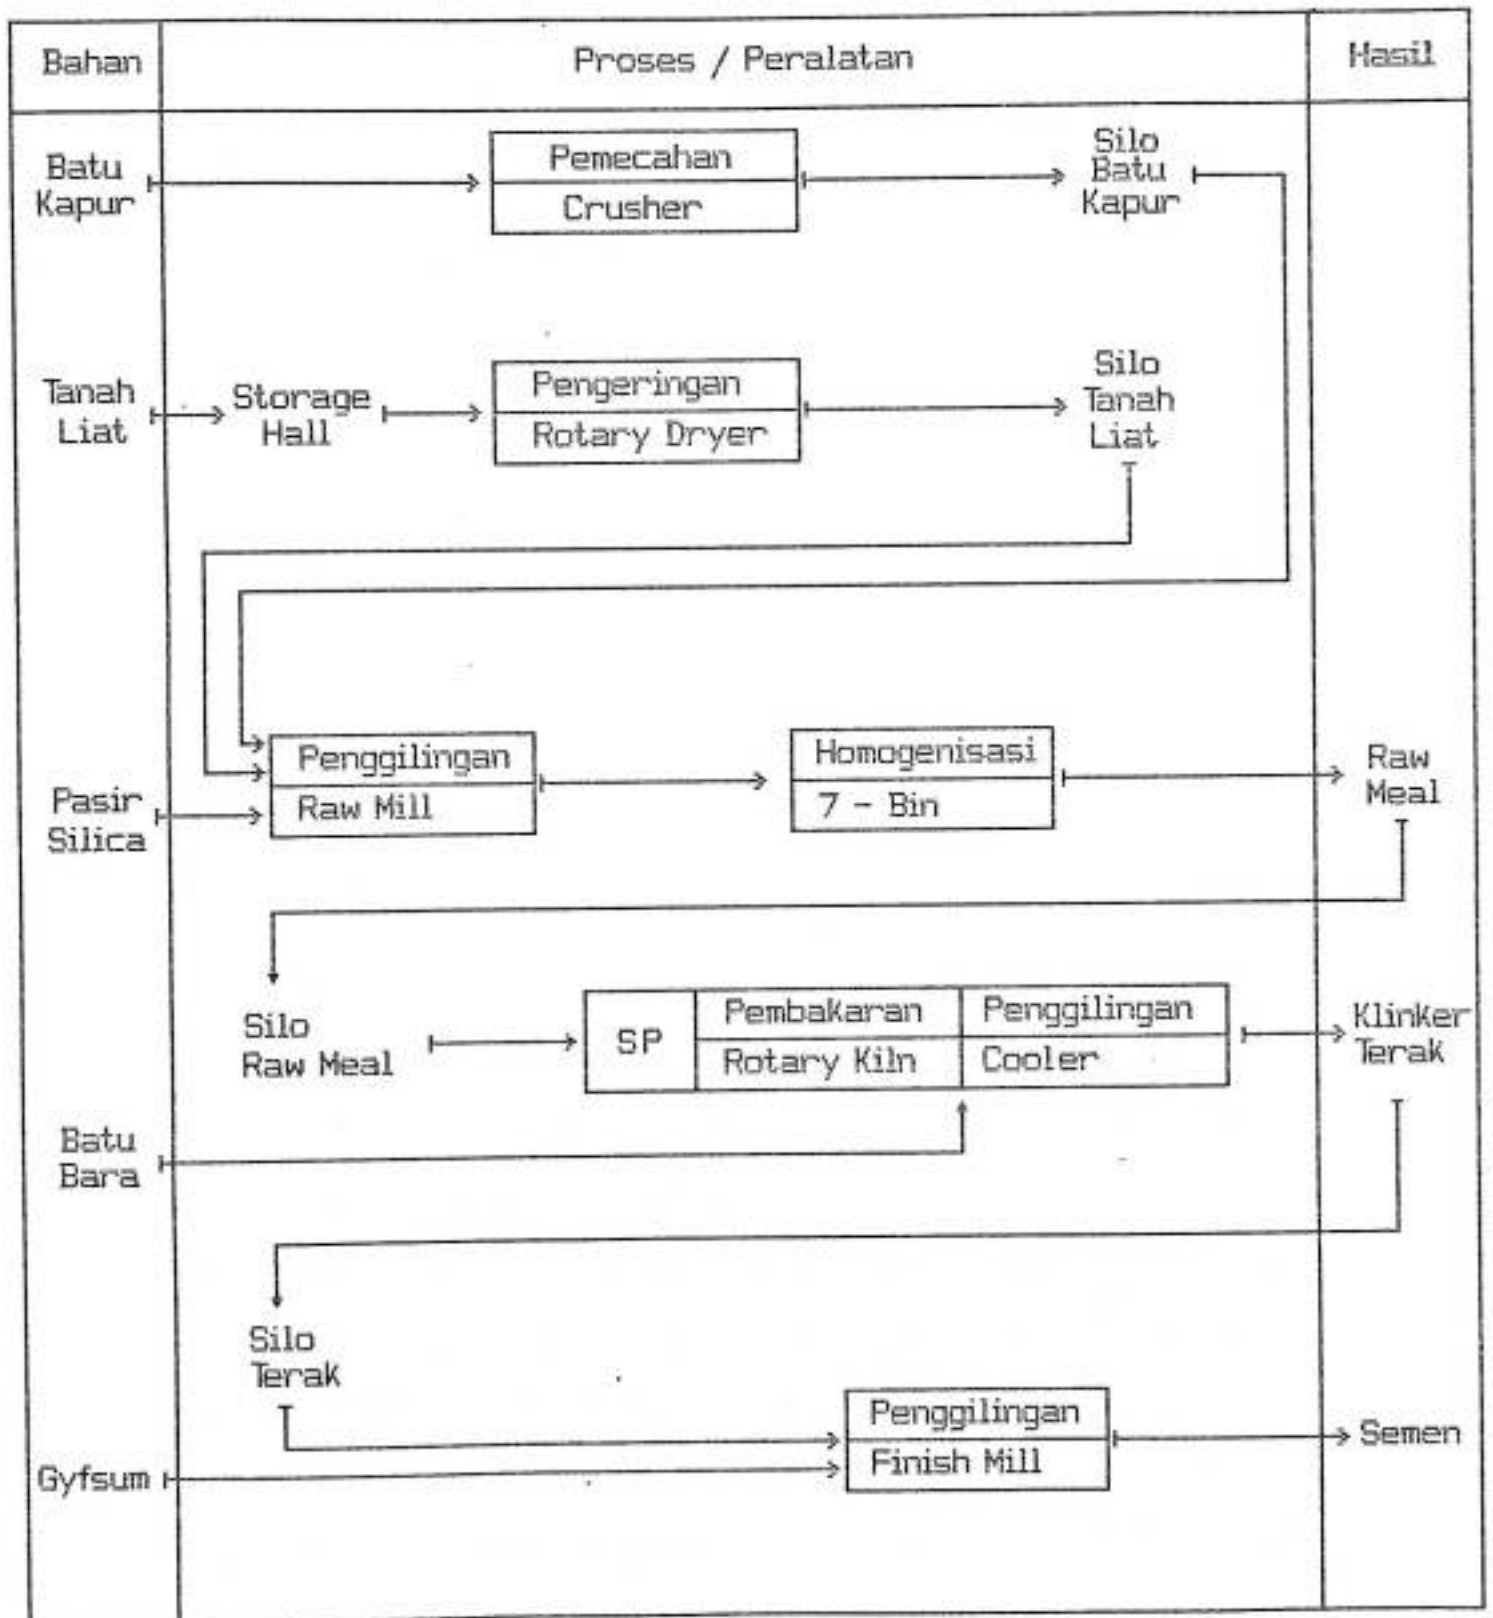 Bahan
Proses / Peralatan
Hasil
Batu
Kapur
Pemecahan
Crusher
Silo
Batu
Kapur
Tanah
Liat
Storage
Hall
Pengeringan
Rotary Dryer
Silo
Tanah
Liat
Pasir
Silica
Penggilingan
Raw Mill
Homogenisasi
7 - Bin
Raw
Meal
Silo
Raw Meal
SP
Pembakaran
Rotary Kiln
Penggilingan
Cooler
Klinker
Terak
Batu
Bara
Silo
Terak
Gyfsum
Penggilingan
Finish Mill
Semen